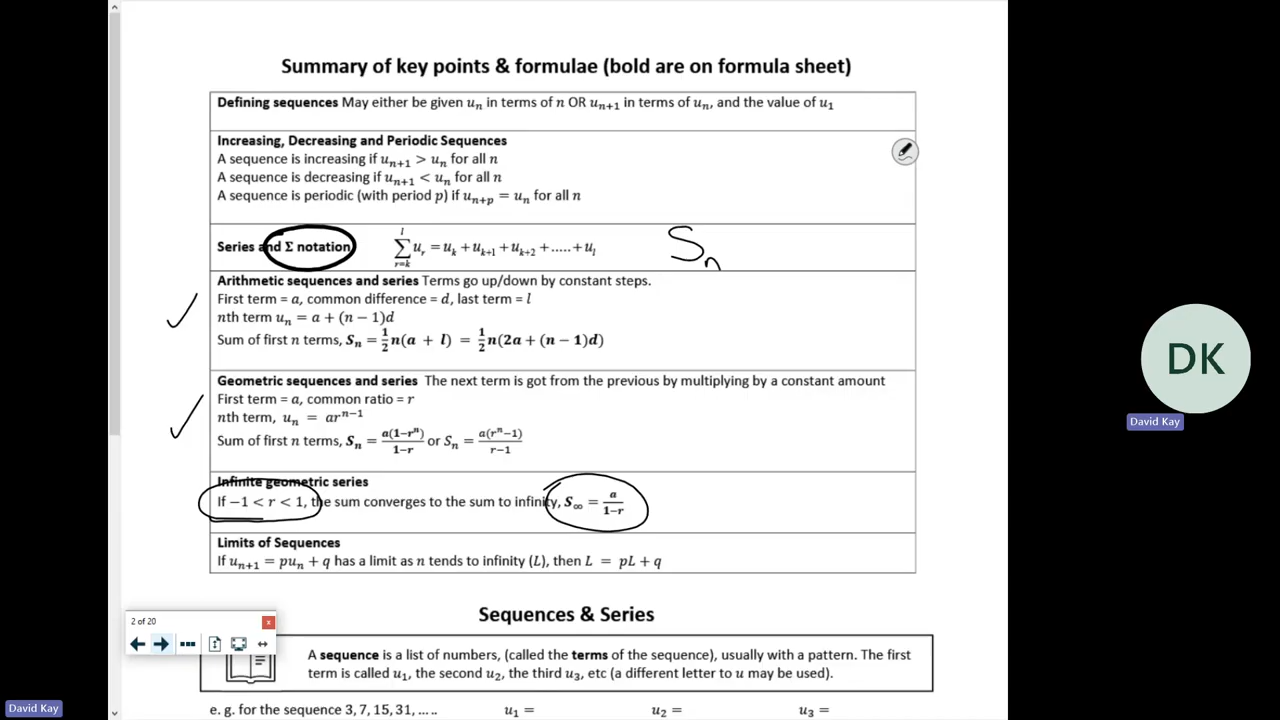 Summary of key points & formulae (bold are on formula sheet)
Defining sequences May either be given uₙ in terms of n OR uₙ₊₁ in terms of uₙ, and the value of u₁
Increasing, Decreasing and Periodic Sequences
A sequence is increasing if uₙ₊₁ > uₙ for all n
A sequence is decreasing if uₙ₊₁ < uₙ for all n
A sequence is periodic (with period p) if uₙ₊ₚ = uₙ for all n
Series and Σ notation ∑_{r=k}^{l} u_r = u_k + u_{k+1} + u_{k+2} + ..... + u_l
Sₙ
Arithmetic sequences and series Terms go up/down by constant steps.
First term = a, common difference = d, last term = l
nth term uₙ = a + (n − 1)d
Sum of first n terms, Sₙ = ½n(a + l) = ½n(2a + (n − 1)d)
Geometric sequences and series The next term is got from the previous by multiplying by a constant amount
First term = a, common ratio = r
nth term, uₙ = arⁿ⁻¹
Sum of first n terms, Sₙ = a(1−rⁿ)/1−r or Sₙ = a(rⁿ−1)/r−1
Infinite geometric series
If −1 < r < 1, the sum converges to the sum to infinity, S∞ = a/1−r
Limits of Sequences
If uₙ₊₁ = puₙ + q has a limit as n tends to infinity (L), then L = pL + q
DK
David Kay
2 of 20
x
Sequences & Series
A sequence is a list of numbers, (called the terms of the sequence), usually with a pattern. The first
term is called u₁, the second u₂, the third u₃, etc (a different letter to u may be used).
e. g. for the sequence 3, 7, 15, 31, ..... u₁ = u₂ = u₃ =
David Kay